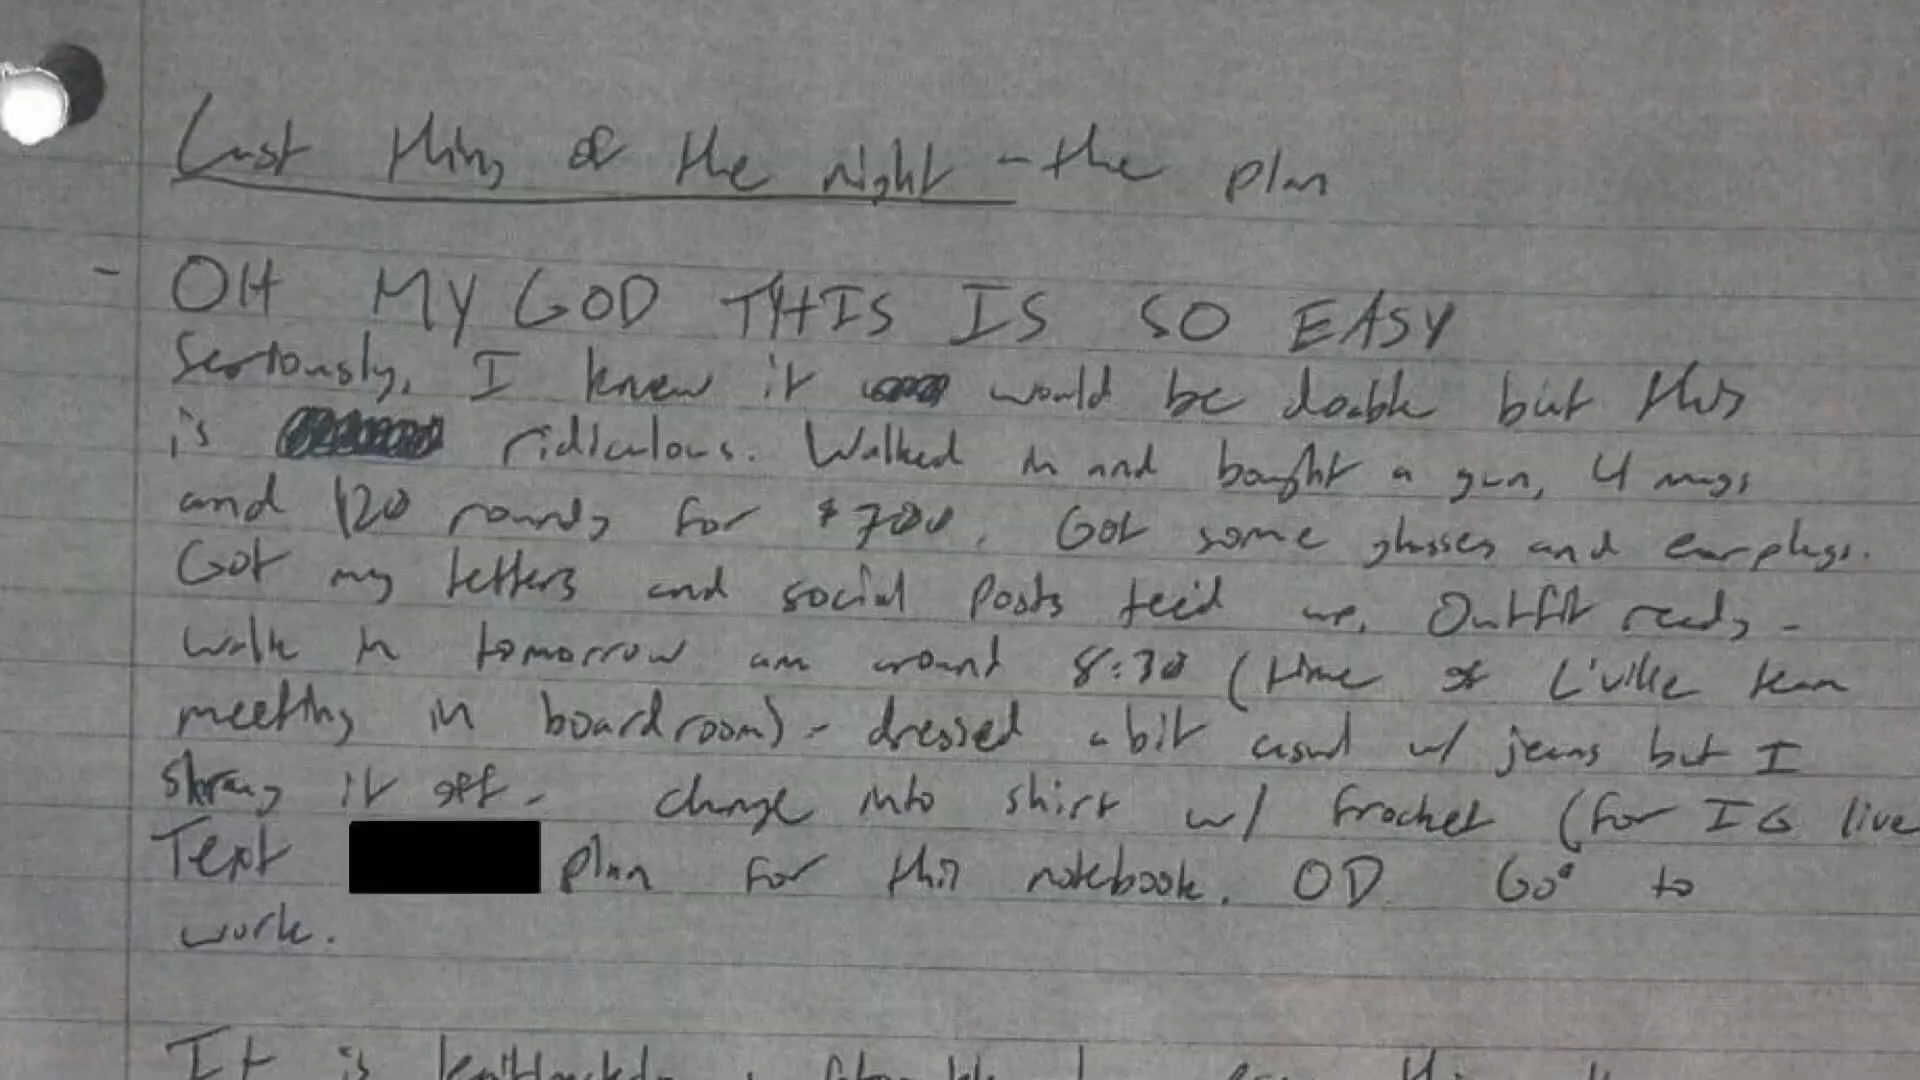 Last thing of the night - the plan
- OH MY GOD THIS IS SO EASY
Seriously, I knew it would be doable but this
is ridiculous. Walked in and bought a gun, 4 mags
and 120 rounds for $700. Got some glasses and earplugs.
Got my letters and social posts teed up. Outfit ready -
walk in tomorrow am around 8:30 (time of L'ville team
meeting in boardroom) - dressed a bit casual w/ jeans but I
shrug it off - change into shirt w/ (for IG live
Text plan for this notebook. OD. Go to
work.
It is